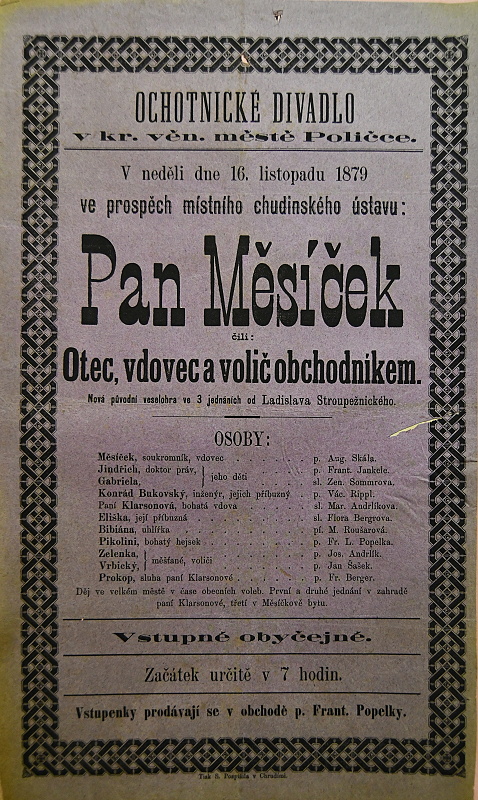 OCHOTNICKÉ DIVADLO
v kr. věn. městě Poličce.
V neděli dne 16. listopadu 1879
ve prospěch místního chudinského ústavu:
Pan Měsíček
čili:
Otec, vdovec a volič obchodníkem.
Nová původní veselohra ve 3 jednáních od Ladislava Stroupežnického.
OSOBY:
Měsíček, soukromník, vdovec . . . . . . p. Aug. Skála.
Jindřich, doktor práv, } jeho děti . . . . . . p. Frant. Jankele.
Gabriela, sl. Zen. Sommrova.
Konrád Bukovský, inženýr, jejich příbuzný . p. Vác. Rippl.
Paní Klarsonová, bohatá vdova . . . . . sl. Mar. Andrlíkova.
Eliška, její příbuzná . . . . . . . sl. Flora Bergrova.
Bibiána, uhlířka . . . . . . . . pí. M. Roušarová.
Pikolini, bohatý hejsek . . . . . . . p. Fr. L. Popelka.
Zelenka, } měšťané, voliči . . . . . . p. Jos. Andrlík.
Vrbický, p. Jan Šašek.
Prokop, sluha paní Klarsonové . . . . . p. Fr. Berger.
Děj ve velkém městě v čase obecních voleb. První a druhé jednání v zahradě
paní Klarsonové, třetí v Měsíčkově bytu.
Vstupné obyčejné.
Začátek určitě v 7 hodin.
Vstupenky prodávají se v obchodě p. Frant. Popelky.
Tisk S. Pospíšila v Chrudimi.